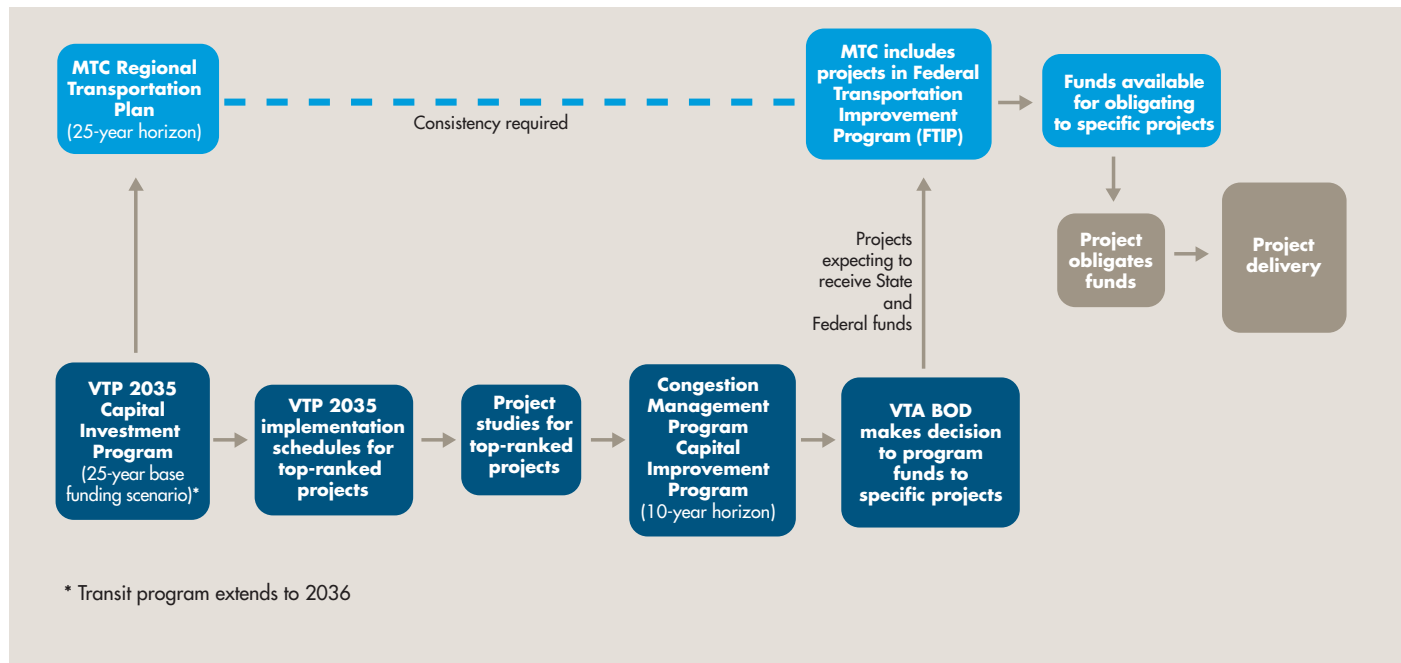 MTC Regional
Transportation
Plan
(25-year horizon)
Consistency required
MTC includes
projects in Federal
Transportation
Improvement
Program (FTIP)
Funds available
for obligating
to specific projects
Projects
expecting to
receive State
and
Federal funds
Project
obligates
funds
Project
delivery
VTP 2035
Capital
Investment
Program
(25-year base
funding scenario)*
VTP 2035
implementation
schedules for
top-ranked
projects
Project
studies for
top-ranked
projects
Congestion
Management
Program
Capital
Improvement
Program
(10-year horizon)
VTA BOD
makes decision
to program
funds to
specific projects
* Transit program extends to 2036